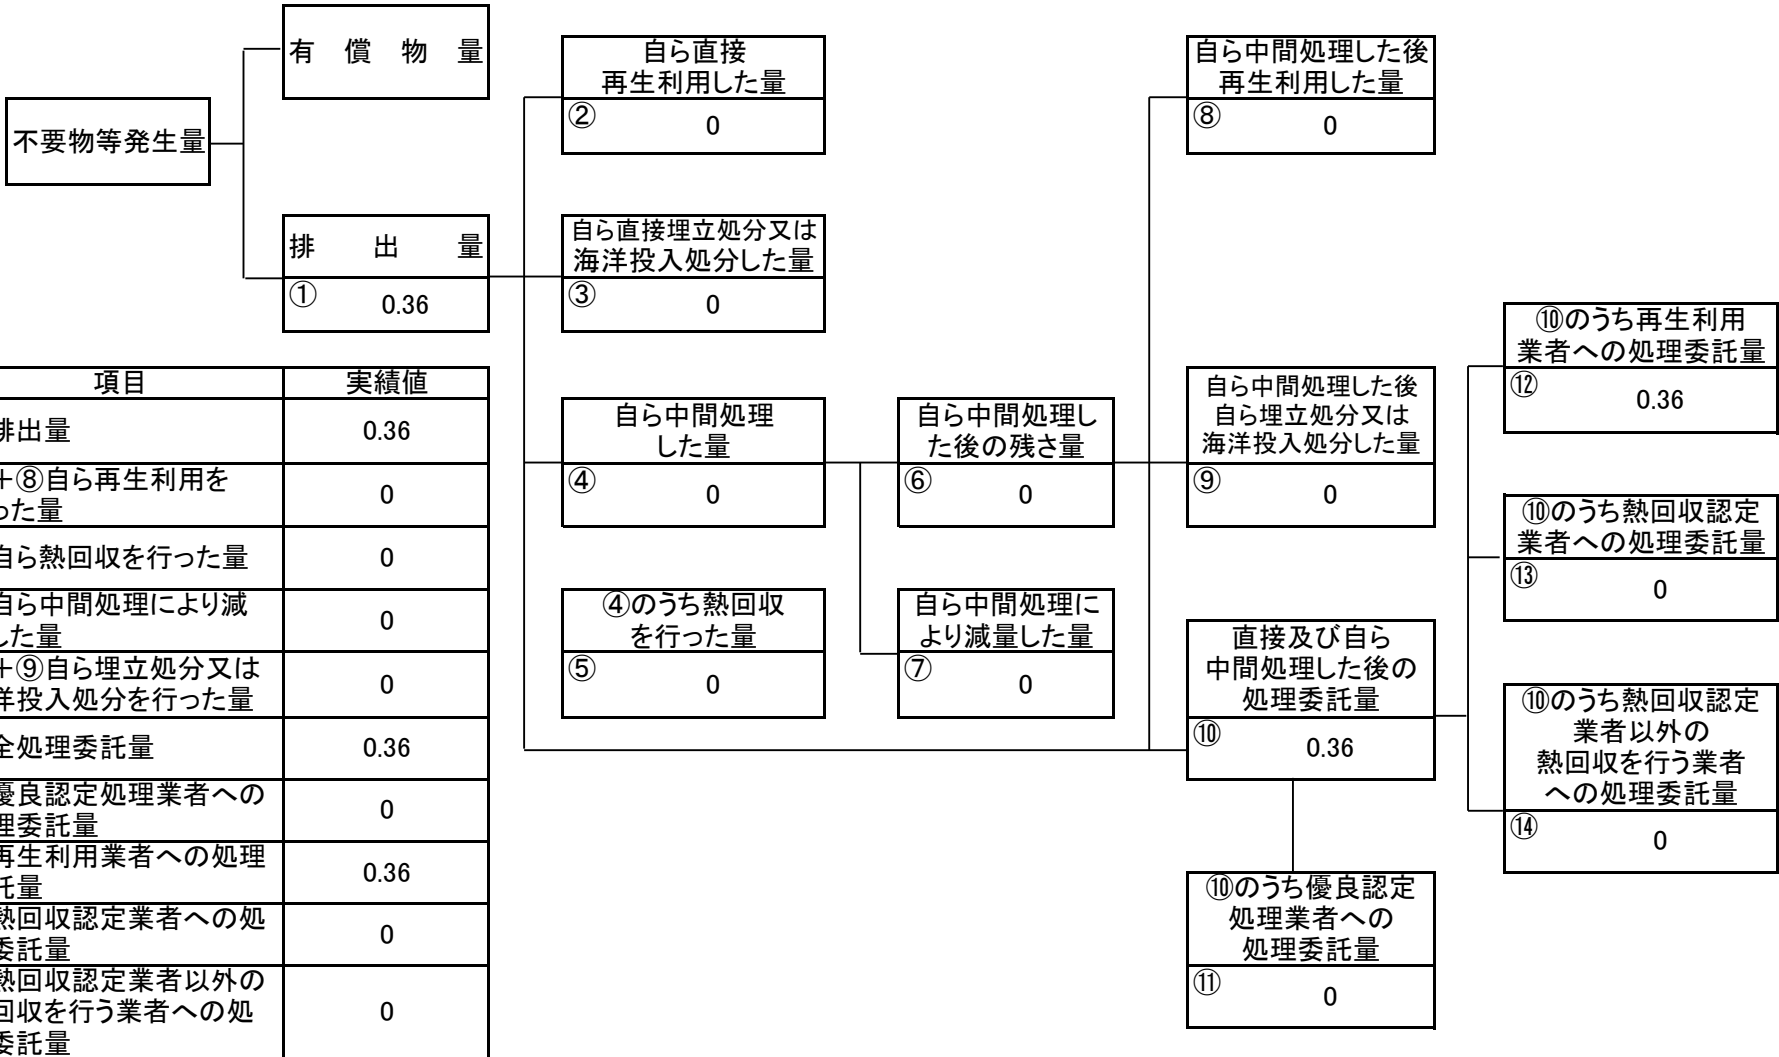 有償物量
不要物等発生量
排出量
①
0.36
自ら直接
再生利用した量
②
0
自ら直接埋立処分又は
海洋投入処分した量
③
0
自ら中間処理
した量
④
0
④のうち熱回収
を行った量
⑤
0
自ら中間処理し
た後の残さ量
⑥
0
自ら中間処理に
より減量した量
⑦
0
自ら中間処理した後
再生利用した量
⑧
0
自ら中間処理した後
自ら埋立処分又は
海洋投入処分した量
⑨
0
直接及び自ら
中間処理した後の
処理委託量
⑩
0.36
⑩のうち優良認定
処理業者への
処理委託量
⑪
0
⑩のうち再生利用
業者への処理委託量
⑫
0.36
⑩のうち熱回収認定
業者への処理委託量
⑬
0
⑩のうち熱回収認定
業者以外の
熱回収を行う業者
への処理委託量
⑭
0
項目 実績値
排出量 0.36
+⑧自ら再生利用を
った量
0
自ら熱回収を行った量 0
自ら中間処理により減
した量
0
+⑨自ら埋立処分又は
洋投入処分を行った量
0
全処理委託量 0.36
優良認定処理業者への
理委託量
0
再生利用業者への処理
託量
0.36
熱回収認定業者への処
委託量
0
熱回収認定業者以外の
回収を行う業者への処
委託量
0